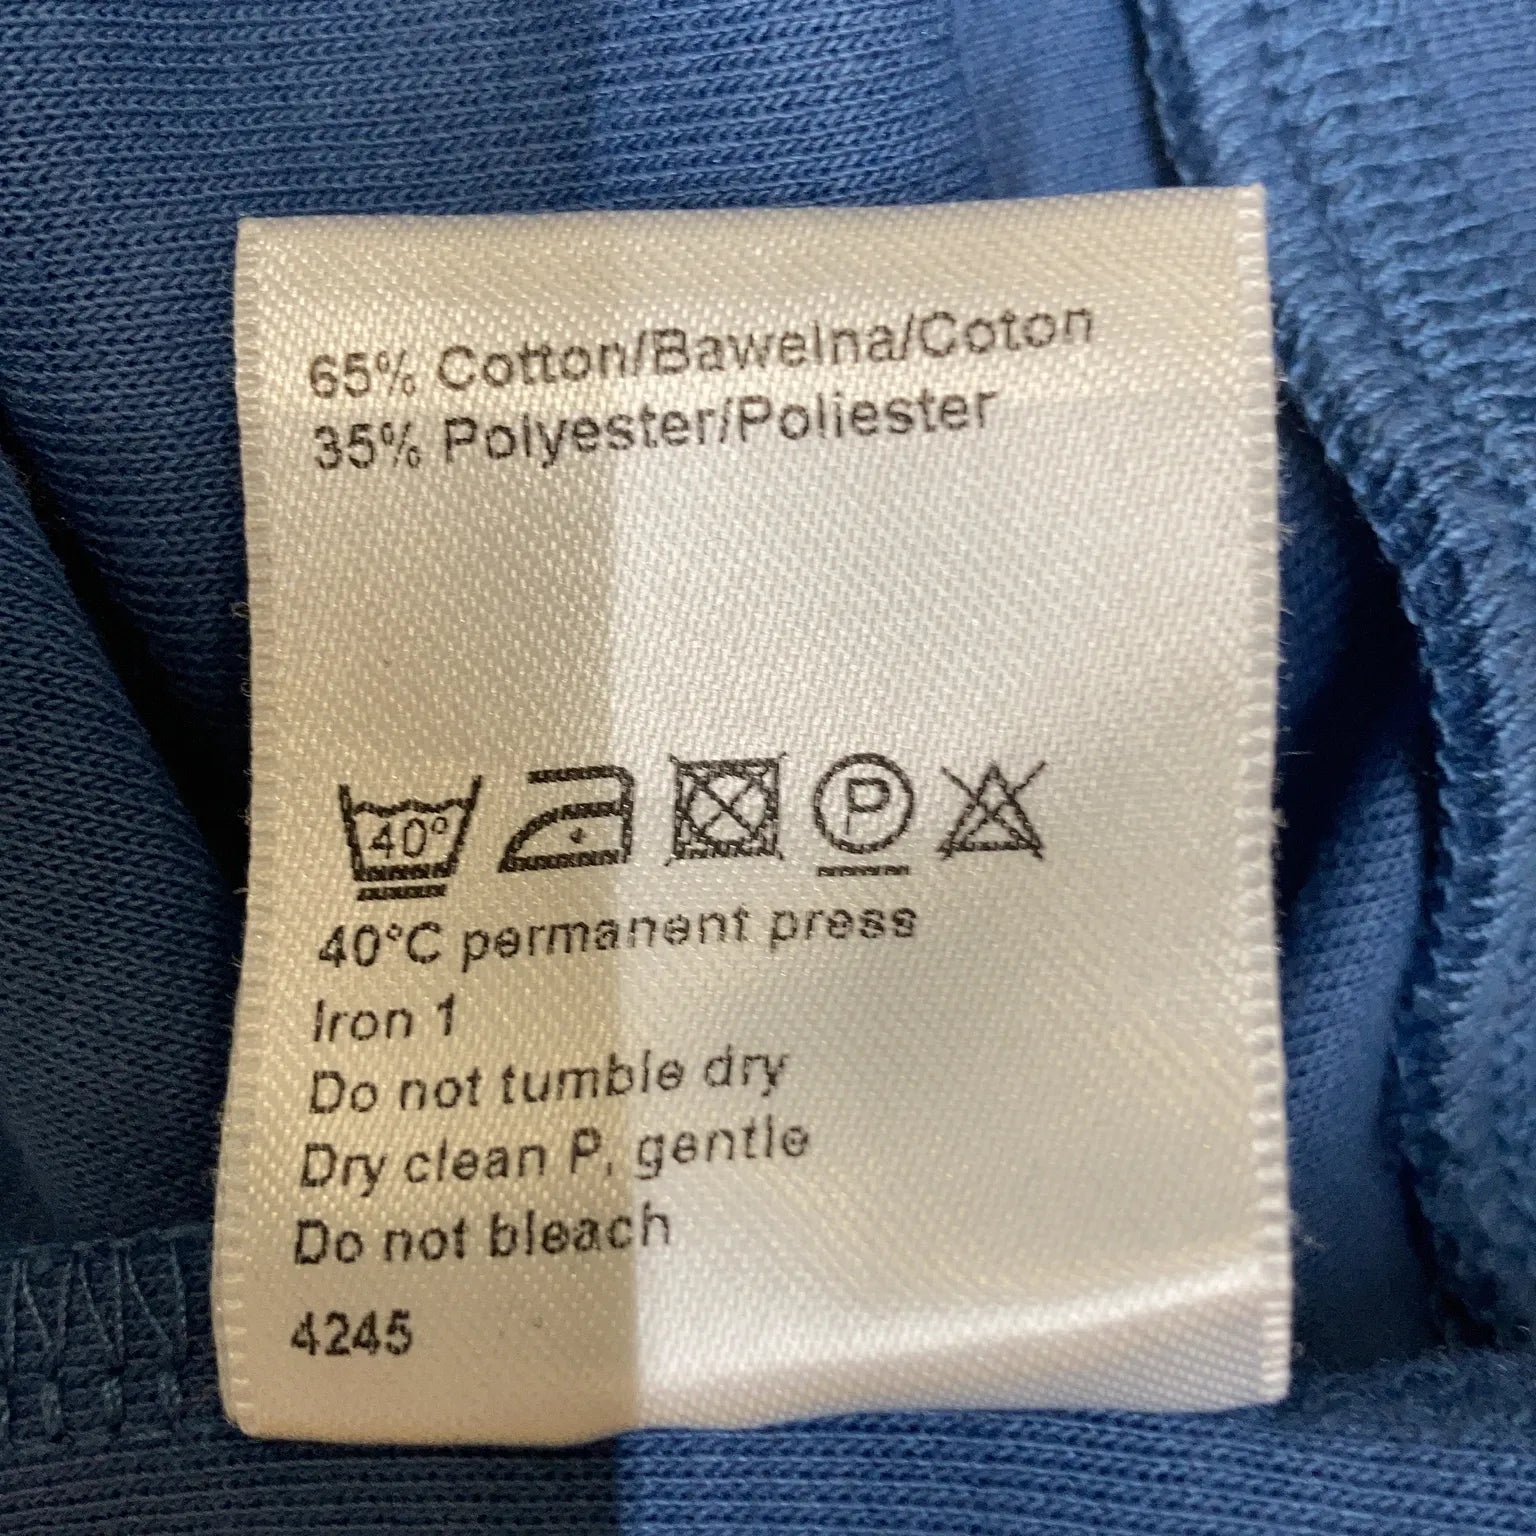 65% Cotton/Bawelna/Coton
35% Polyester/Poliester
40° P
40°C permanent press
Iron 1
Do not tumble dry
Dry clean P, gentle
Do not bleach
4245